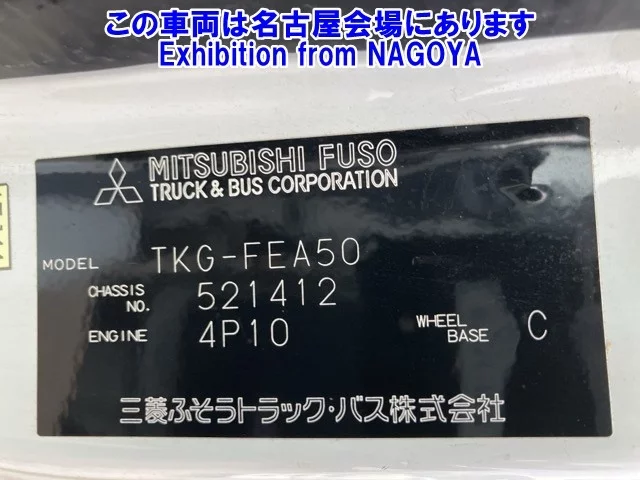 この車両は名古屋会場にあります
Exhibition from NAGOYA
MITSUBISHI FUSO
TRUCK & BUS CORPORATION
MODEL TKG-FEA50
CHASSIS NO. 521412
ENGINE 4P10 WHEEL BASE C
三菱ふそうトラック・バス株式会社